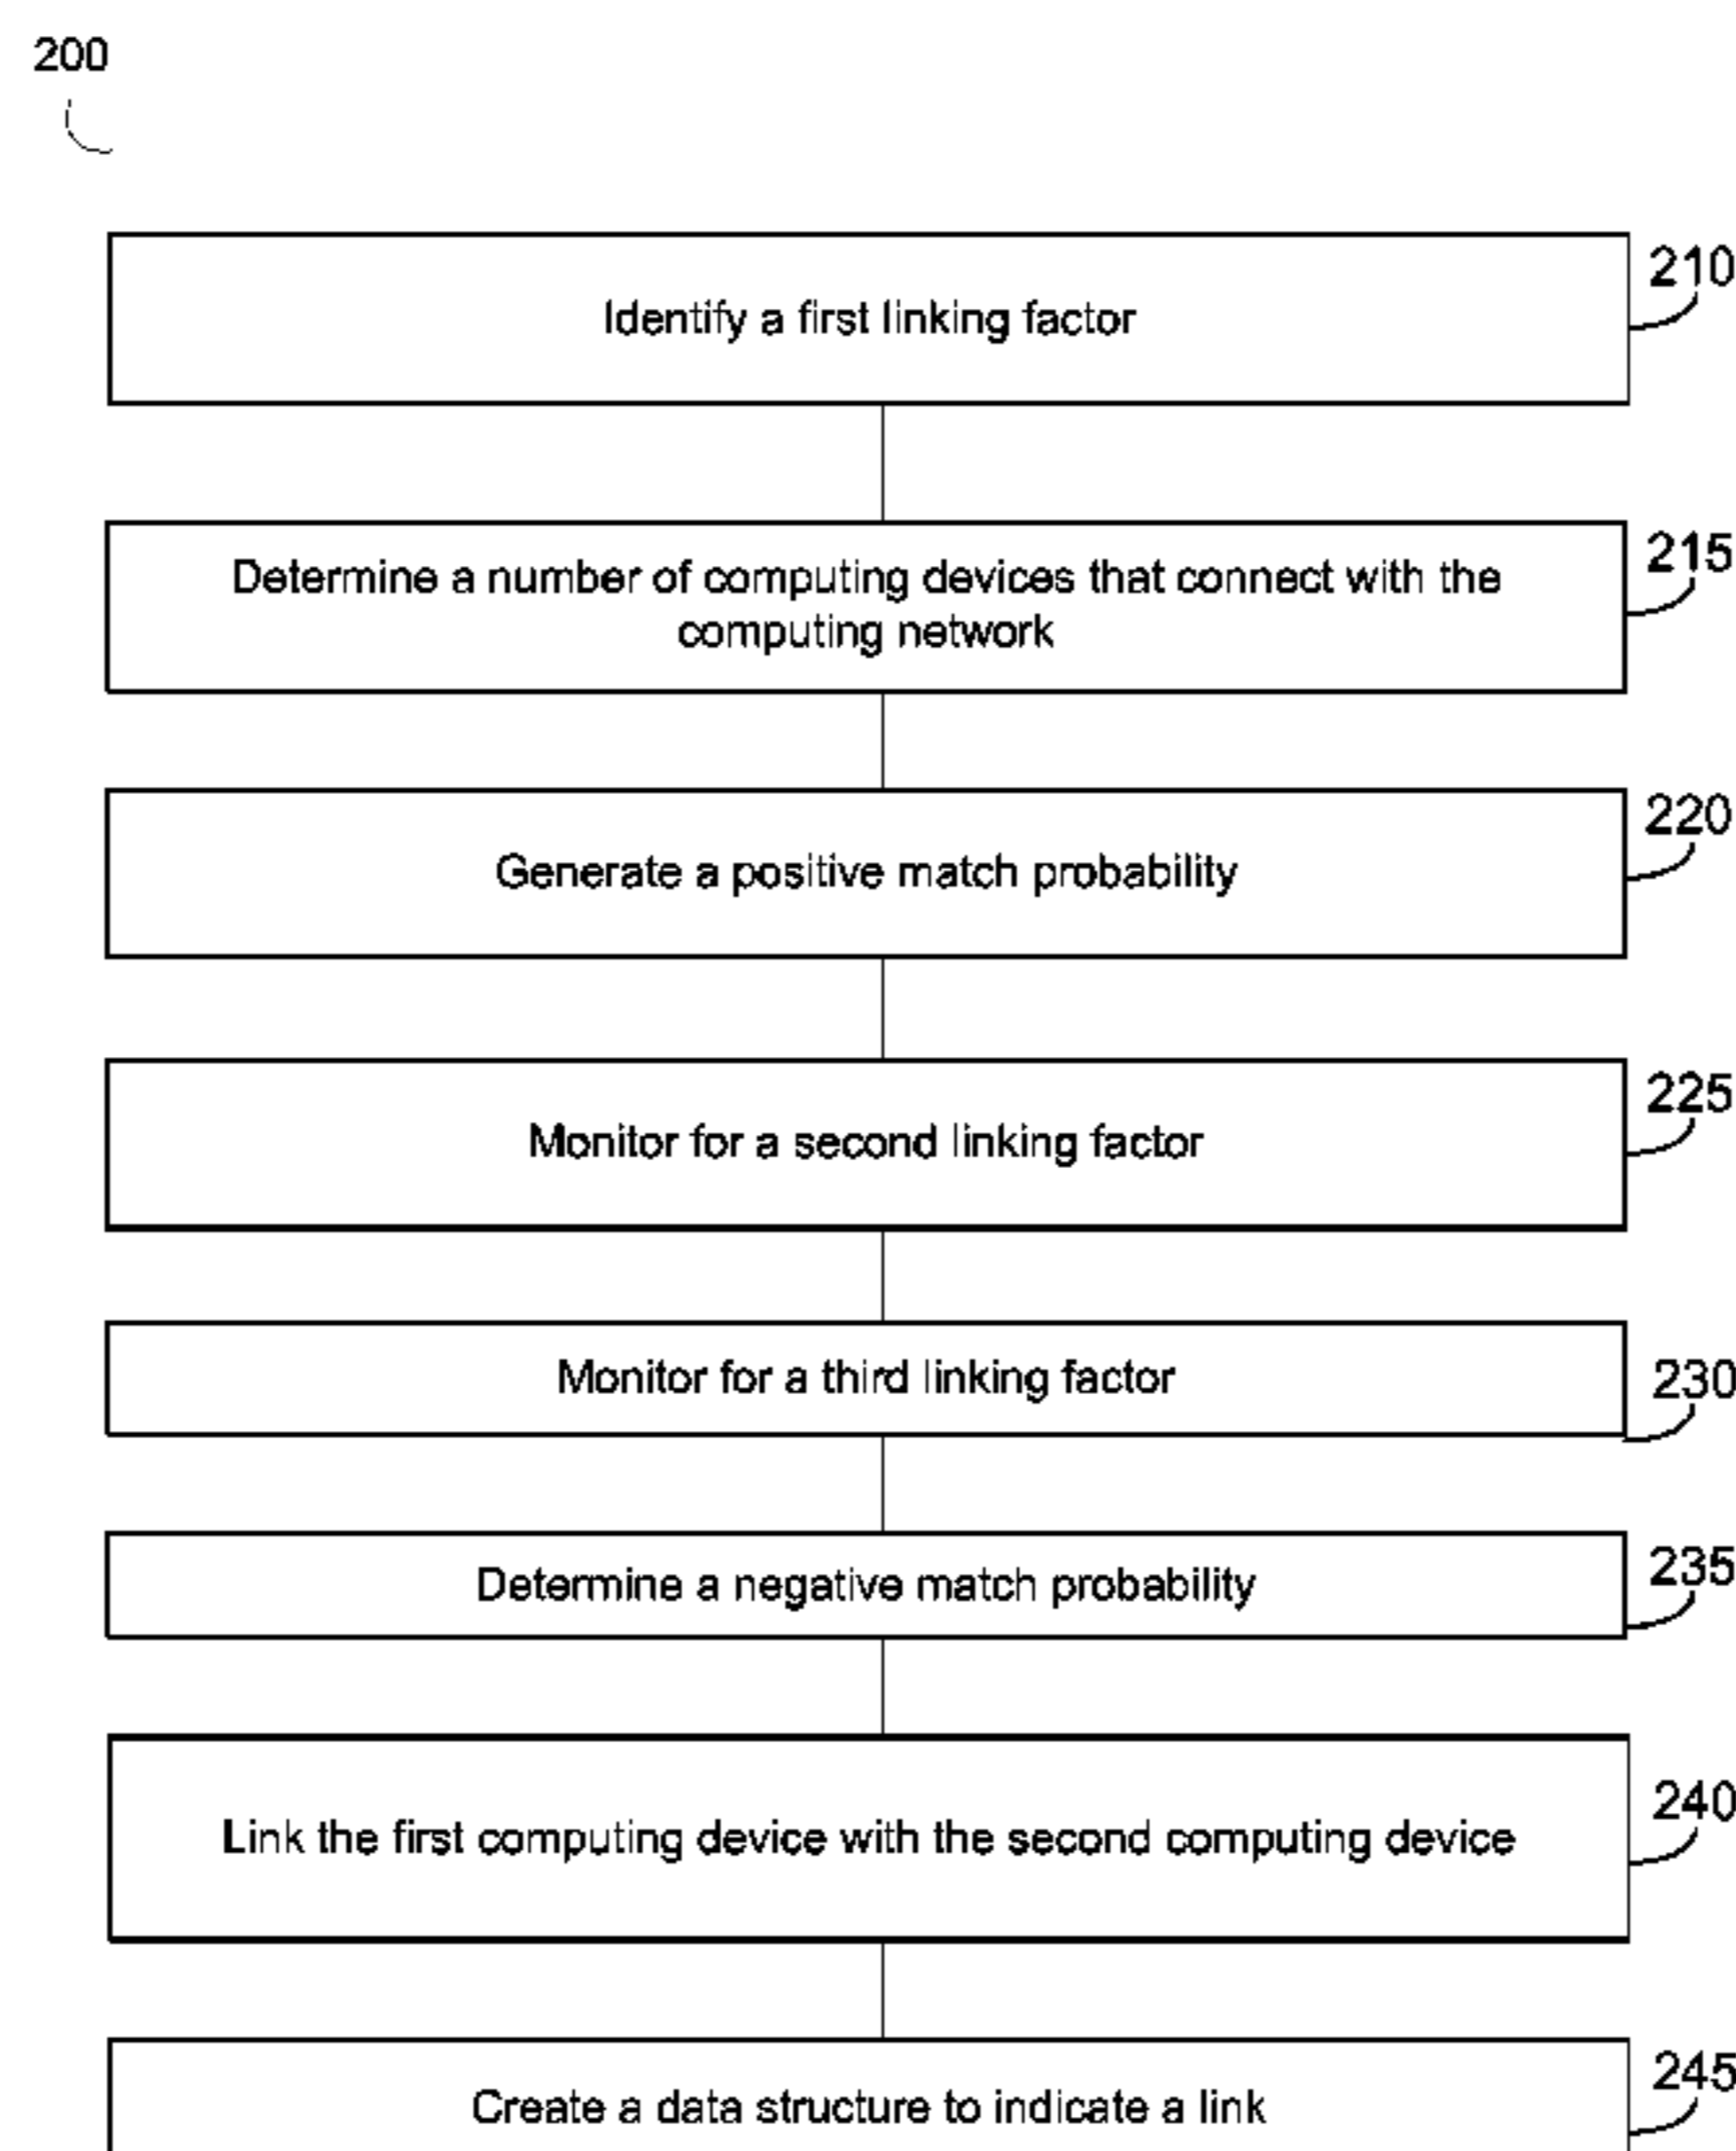 200
210
Identify a first linking factor
215
Determine a number of computing devices that connect with the
computing network
220
Generate a positive match probability
225
Monitor for a second linking factor
230
Monitor for a third linking factor
235
Determine a negative match probability
240
Link the first computing device with the second computing device
245
Create a data structure to indicate a link